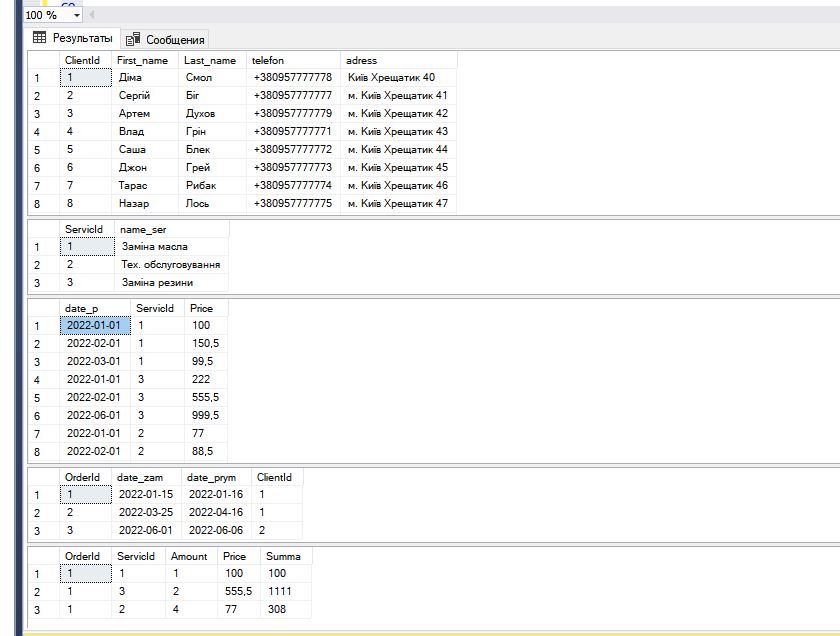 100 %
Результаты Сообщения
ClientId First_name Last_name telefon adress
1 1 Діма Смол +380957777778 Київ Хрещатик 40
2 2 Сергій Біг +380957777777 м. Київ Хрещатик 41
3 3 Артем Духов +380957777779 м. Київ Хрещатик 42
4 4 Влад Грін +380957777771 м. Київ Хрещатик 43
5 5 Саша Блек +380957777772 м. Київ Хрещатик 44
6 6 Джон Грей +380957777773 м. Київ Хрещатик 45
7 7 Тарас Рибак +380957777774 м. Київ Хрещатик 46
8 8 Назар Лось +380957777775 м. Київ Хрещатик 47
ServicId name_ser
1 1 Заміна масла
2 2 Тех. обслуговування
3 3 Заміна резини
date_p ServicId Price
1 2022-01-01 1 100
2 2022-02-01 1 150,5
3 2022-03-01 1 99,5
4 2022-01-01 3 222
5 2022-02-01 3 555,5
6 2022-06-01 3 999,5
7 2022-01-01 2 77
8 2022-02-01 2 88,5
OrderId date_zam date_prym ClientId
1 1 2022-01-15 2022-01-16 1
2 2 2022-03-25 2022-04-16 1
3 3 2022-06-01 2022-06-06 2
OrderId ServicId Amount Price Summa
1 1 1 1 100 100
2 1 3 2 555,5 1111
3 1 2 4 77 308